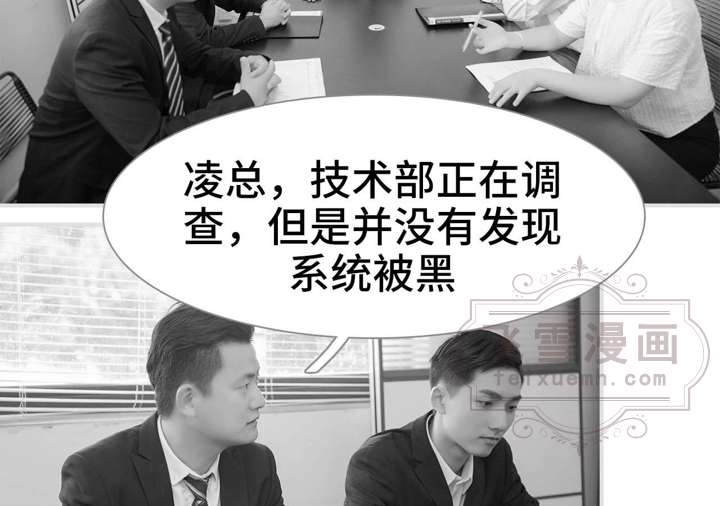 凌总，技术部正在调
查，但是并没有发现
系统被黑
飞雪漫画
feixuemn.com